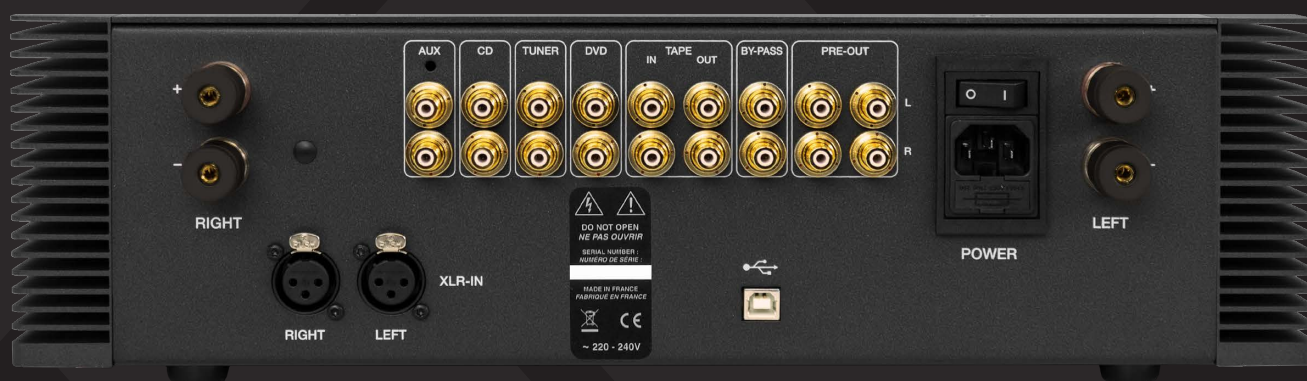 AUX CD TUNER DVD TAPE BY-PASS PRE-OUT
IN OUT
+
L
O I
-
R
-
RIGHT
LEFT
DO NOT OPEN
NE PAS OUVRIR
SERIAL NUMBER :
NUMÉRO DE SÉRIE :
POWER
XLR-IN
MADE IN FRANCE
FABRIQUÉ EN FRANCE
CE
RIGHT LEFT
~ 220 - 240V